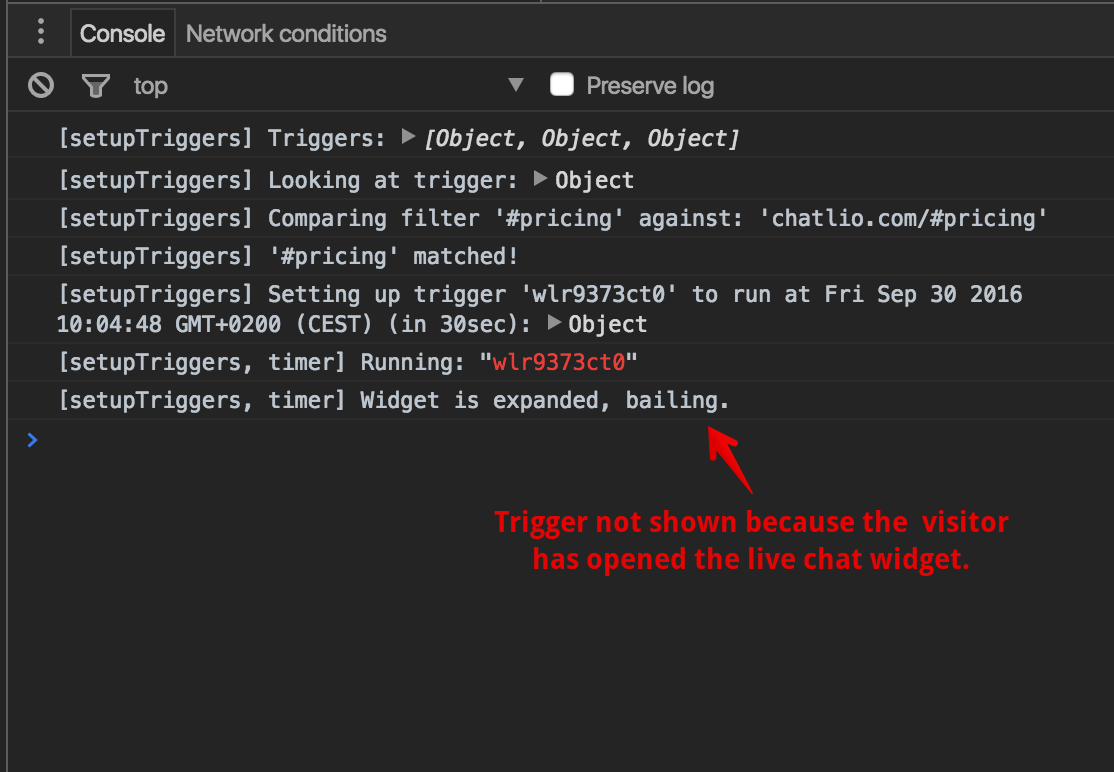 Console Network conditions
top Preserve log
[setupTriggers] Triggers: [Object, Object, Object]
[setupTriggers] Looking at trigger: Object
[setupTriggers] Comparing filter '#pricing' against: 'chatlio.com/#pricing'
[setupTriggers] '#pricing' matched!
[setupTriggers] Setting up trigger 'wlr9373ct0' to run at Fri Sep 30 2016
10:04:48 GMT+0200 (CEST) (in 30sec): Object
[setupTriggers, timer] Running: "wlr9373ct0"
[setupTriggers, timer] Widget is expanded, bailing.
Trigger not shown because the visitor
has opened the live chat widget.